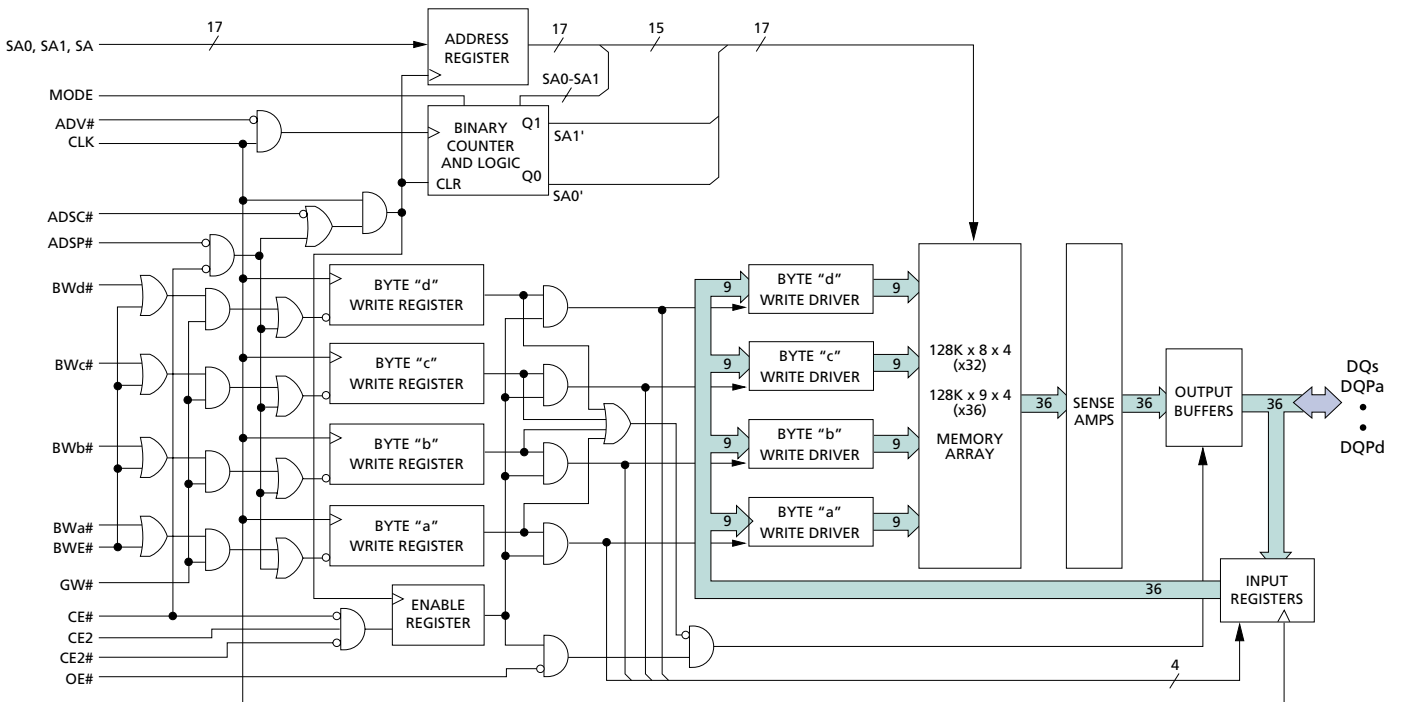 SA0, SA1, SA
17
ADDRESS
REGISTER
17
15
17
SA0-SA1
MODE
ADV#
CLK
BINARY
COUNTER
AND LOGIC
CLR
Q1
SA1'
Q0
SA0'
ADSC#
ADSP#
BWd#
BYTE “d”
WRITE REGISTER
9
BYTE “d”
WRITE DRIVER
9
BWc#
BYTE “c”
WRITE REGISTER
9
BYTE “c”
WRITE DRIVER
9
BWb#
BYTE “b”
WRITE REGISTER
9
BYTE “b”
WRITE DRIVER
9
BWa#
BWE#
BYTE “a”
WRITE REGISTER
9
BYTE “a”
WRITE DRIVER
9
128K x 8 x 4
(x32)
128K x 9 x 4
(x36)
MEMORY
ARRAY
36
SENSE
AMPS
36
OUTPUT
BUFFERS
36
DQs
DQPa
DQPd
GW#
CE#
CE2
CE2#
OE#
ENABLE
REGISTER
36
INPUT
REGISTERS
4